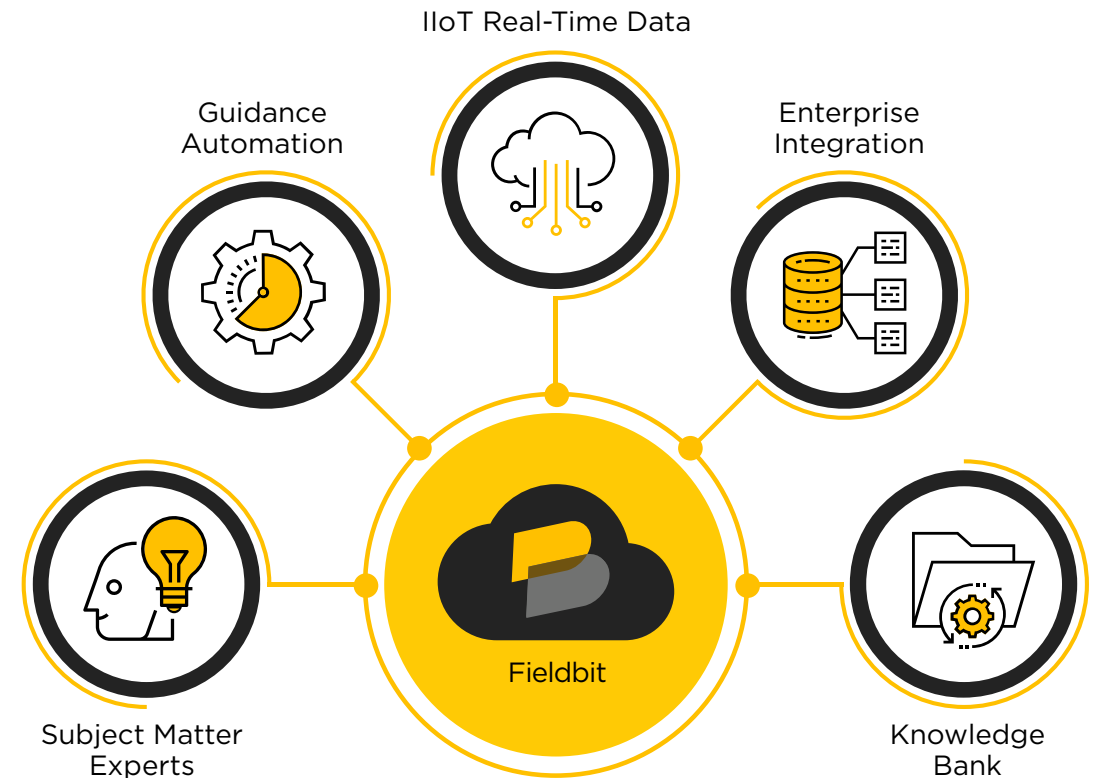 IIoT Real-Time Data
Guidance
Automation
Enterprise
Integration
Fieldbit
Subject Matter
Experts
Knowledge
Bank